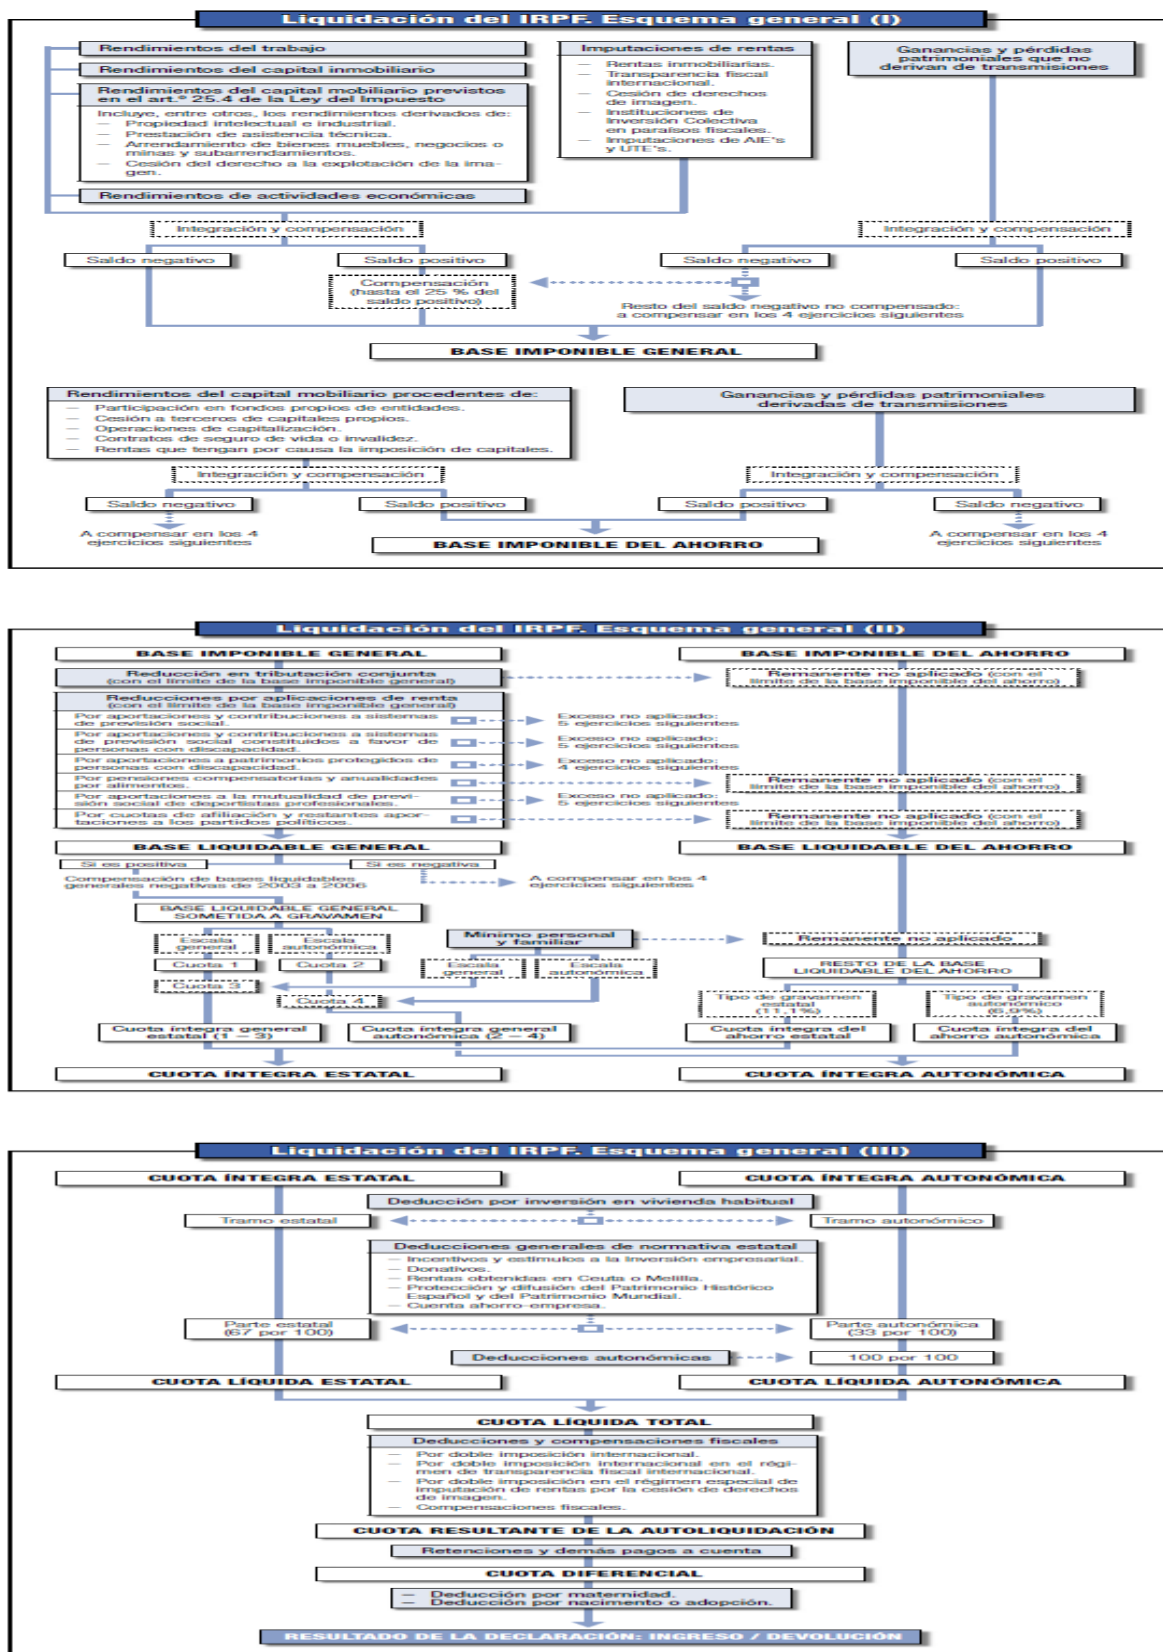 Liquidación del IRPF. Esquema general (I)
Rendimientos del trabajo
Rendimientos del capital inmobiliario
Rendimientos del capital mobiliario previstos
en el art.º 25.4 de la Ley del Impuesto
Incluye, entre otros, los rendimientos derivados de:
— Propiedad intelectual e industrial.
— Prestación de asistencia técnica.
— Arrendamiento de bienes muebles, negocios o
minas y subarrendamientos.
— Cesión del derecho a la explotación de la ima-
gen.
Rendimientos de actividades económicas
Imputaciones de rentas
— Rentas inmobiliarias.
— Transparencia fiscal
internacional.
— Cesión de derechos
de imagen.
— Instituciones de
Inversión Colectiva
en paraísos fiscales.
— Imputaciones de AIE's
y UTE's.
Ganancias y pérdidas
patrimoniales que no
derivan de transmisiones
Integración y compensación
Integración y compensación
Saldo negativo
Saldo positivo
Saldo negativo
Saldo positivo
Compensación
(hasta el 25 % del
saldo positivo)
Resto del saldo negativo no compensado:
a compensar en los 4 ejercicios siguientes
BASE IMPONIBLE GENERAL
Rendimientos del capital mobiliario procedentes de:
— Participación en fondos propios de entidades.
— Cesión a terceros de capitales propios.
— Operaciones de capitalización.
— Contratos de seguro de vida o invalidez.
— Rentas que tengan por causa la imposición de capitales.
Ganancias y pérdidas patrimoniales
derivadas de transmisiones
Integración y compensación
Integración y compensación
Saldo negativo
Saldo positivo
Saldo positivo
Saldo negativo
A compensar en los 4
ejercicios siguientes
A compensar en los 4
ejercicios siguientes
BASE IMPONIBLE DEL AHORRO
Liquidación del IRPF. Esquema general (II)
BASE IMPONIBLE GENERAL
BASE IMPONIBLE DEL AHORRO
Reducción en tributación conjunta
(con el límite de la base imponible general)
Remanente no aplicado (con el
límite de la base imponible del ahorro)
Reducciones por aplicaciones de renta
(con el límite de la base imponible general)
Por aportaciones y contribuciones a sistemas
de previsión social.
Exceso no aplicado:
5 ejercicios siguientes
Por aportaciones y contribuciones a sistemas
de previsión social constituidos a favor de
personas con discapacidad.
Exceso no aplicado:
5 ejercicios siguientes
Por aportaciones a patrimonios protegidos de
personas con discapacidad.
Exceso no aplicado:
4 ejercicios siguientes
Por pensiones compensatorias y anualidades
por alimentos.
Remanente no aplicado (con el
límite de la base imponible del ahorro)
Por aportaciones a la mutualidad de previ-
sión social de deportistas profesionales.
Exceso no aplicado:
5 ejercicios siguientes
Por cuotas de afiliación y restantes apor-
taciones a los partidos políticos.
Remanente no aplicado (con el
límite de la base imponible del ahorro)
BASE LIQUIDABLE GENERAL
BASE LIQUIDABLE DEL AHORRO
Si es positiva
Si es negativa
Compensación de bases liquidables
generales negativas de 2003 a 2006
A compensar en los 4
ejercicios siguientes
BASE LIQUIDABLE GENERAL
SOMETIDA A GRAVAMEN
Escala
general
Escala
autonómica
Mínimo personal
y familiar
Remanente no aplicado
Cuota 1
Cuota 2
Escala
general
Escala
autonómica
RESTO DE LA BASE
LIQUIDABLE DEL AHORRO
Cuota 3
Cuota 4
Tipo de gravamen
estatal
(11,1%)
Tipo de gravamen
autonómico
(6,9%)
Cuota íntegra general
estatal (1 – 3)
Cuota íntegra general
autonómica (2 – 4)
Cuota íntegra del
ahorro estatal
Cuota íntegra del
ahorro autonómica
CUOTA ÍNTEGRA ESTATAL
CUOTA ÍNTEGRA AUTONÓMICA
Liquidación del IRPF. Esquema general (III)
CUOTA ÍNTEGRA ESTATAL
CUOTA ÍNTEGRA AUTONÓMICA
Deducción por inversión en vivienda habitual
Tramo estatal
Tramo autonómico
Deducciones generales de normativa estatal
— Incentivos y estímulos a la inversión empresarial.
— Donativos.
— Rentas obtenidas en Ceuta o Melilla.
— Protección y difusión del Patrimonio Histórico
Español y del Patrimonio Mundial.
— Cuenta ahorro-empresa.
Parte estatal
(67 por 100)
Parte autonómica
(33 por 100)
Deducciones autonómicas
100 por 100
CUOTA LÍQUIDA ESTATAL
CUOTA LÍQUIDA AUTONÓMICA
CUOTA LÍQUIDA TOTAL
Deducciones y compensaciones fiscales
— Por doble imposición internacional.
— Por doble imposición internacional en el régi-
men de transparencia fiscal internacional.
— Por doble imposición en el régimen especial de
imputación de rentas por la cesión de derechos
de imagen.
— Compensaciones fiscales.
CUOTA RESULTANTE DE LA AUTOLIQUIDACIÓN
Retenciones y demás pagos a cuenta
CUOTA DIFERENCIAL
— Deducción por maternidad.
— Deducción por nacimento o adopción.
RESULTADO DE LA DECLARACIÓN: INGRESO / DEVOLUCIÓN